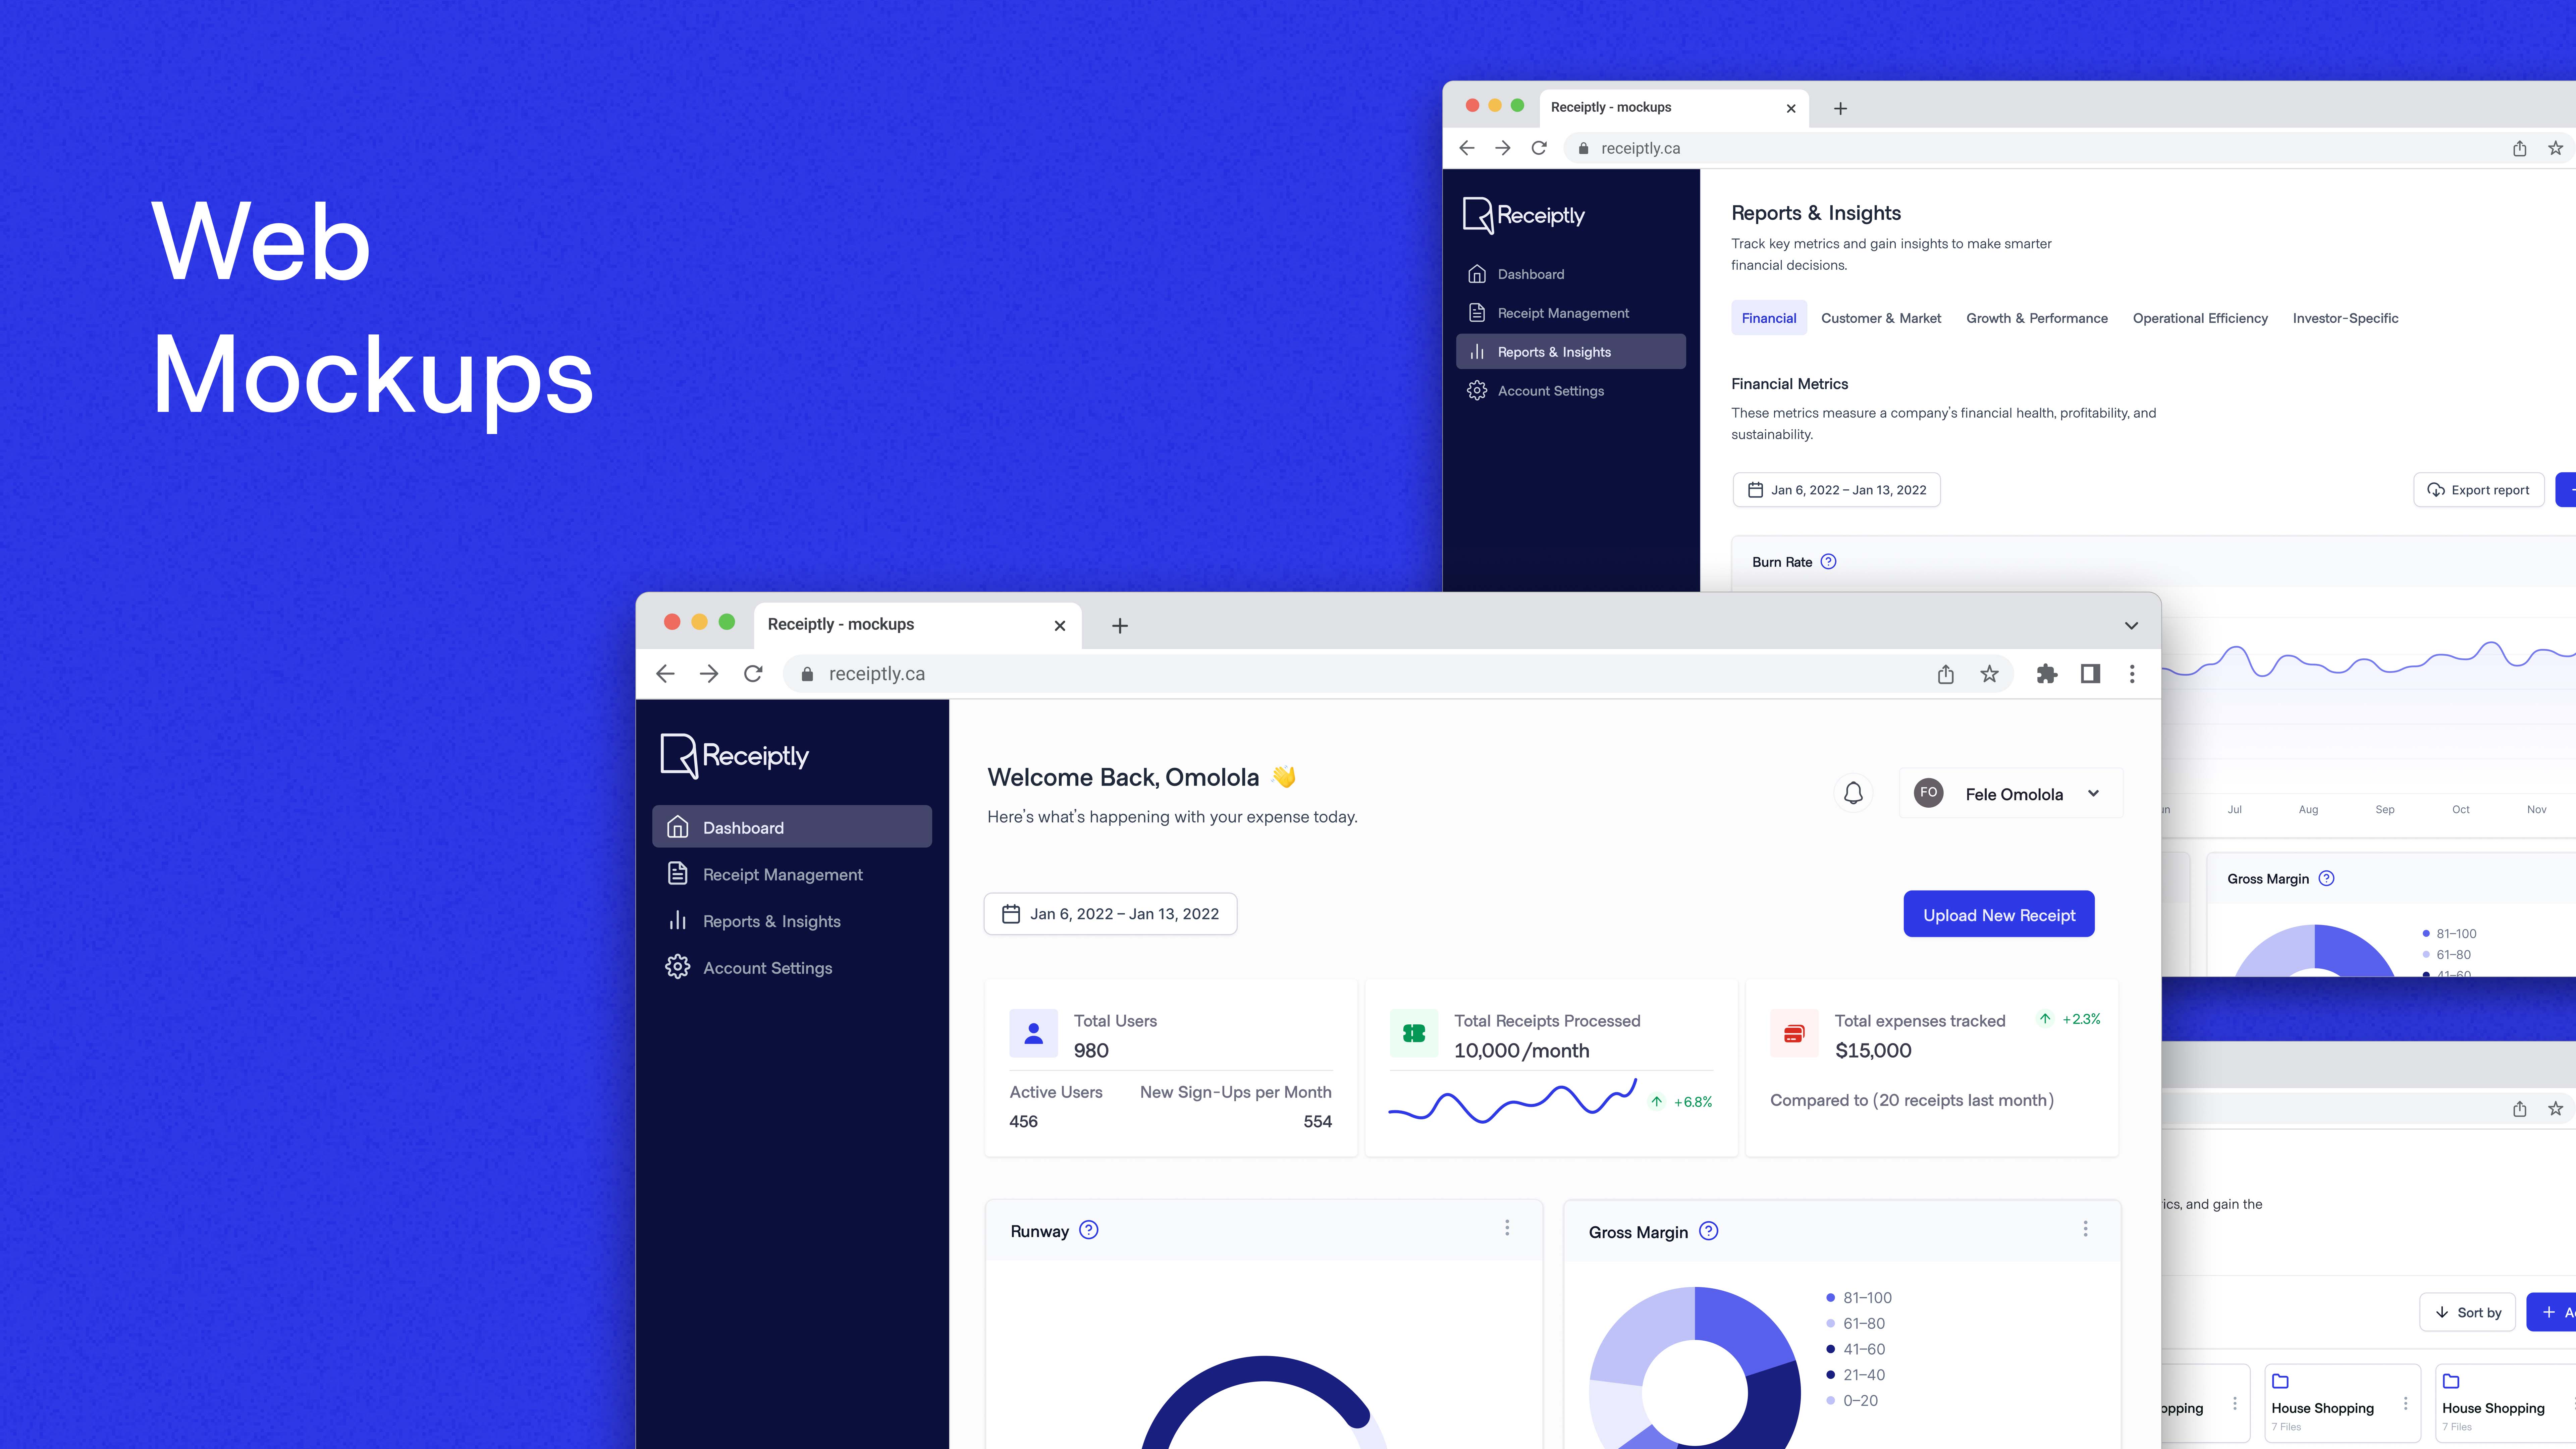 Web
Mockups
Receiptly - mockups
receiptly.ca
Receiptly
Dashboard
Receipt Management
Reports & Insights
Account Settings
Reports & Insights
Track key metrics and gain insights to make smarter
financial decisions.
Financial Customer & Market Growth & Performance Operational Efficiency Investor-Specific
Financial Metrics
These metrics measure a company's financial health, profitability, and
sustainability.
Jan 6, 2022 – Jan 13, 2022
Export report
Burn Rate
Jul Aug Sep Oct Nov
Gross Margin
81–100
61–80
41–60
Receiptly - mockups
receiptly.ca
Receiptly
Dashboard
Receipt Management
Reports & Insights
Account Settings
Welcome Back, Omolola 👋
Here's what's happening with your expense today.
FO Fele Omolola
Jan 6, 2022 – Jan 13, 2022
Upload New Receipt
Total Users
980
Active Users New Sign-Ups per Month
456 554
Total Receipts Processed
10,000/month
+6.8%
Total expenses tracked +2.3%
$15,000
Compared to (20 receipts last month)
Runway
Gross Margin
81–100
61–80
41–60
21–40
0–20
, and gain the
Sort by
House Shopping
7 Files
House Shopping
7 Files